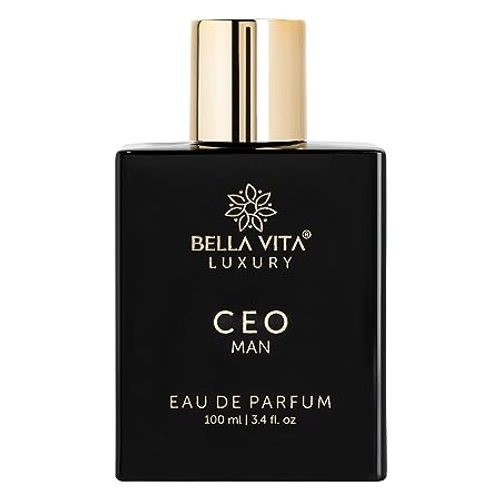 BELLA VITA®
LUXURY
CEO
MAN
EAU DE PARFUM
100 ml | 3.4 fl. oz